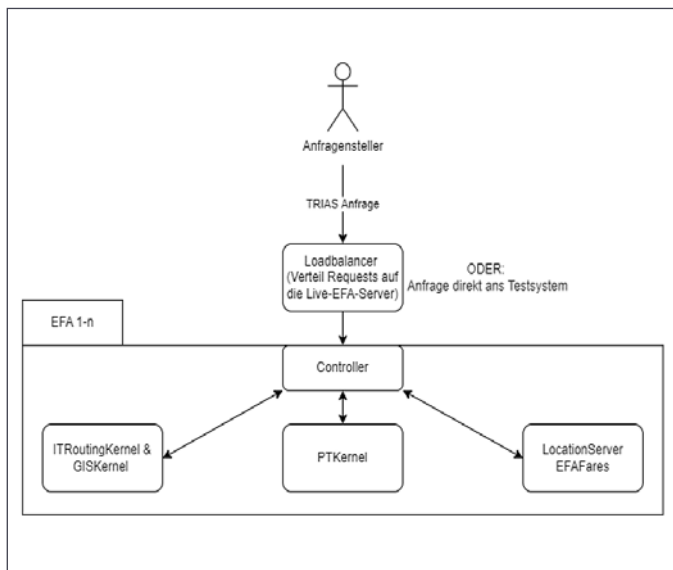 Anfragensteller
TRIAS Anfrage
Loadbalancer
(Verteil Requests auf
die Live-EFA-Server)
ODER:
Anfrage direkt ans Testsystem
EFA 1-n
Controller
ITRoutingKernel &
GISKernel
PTKernel
LocationServer
EFAFares